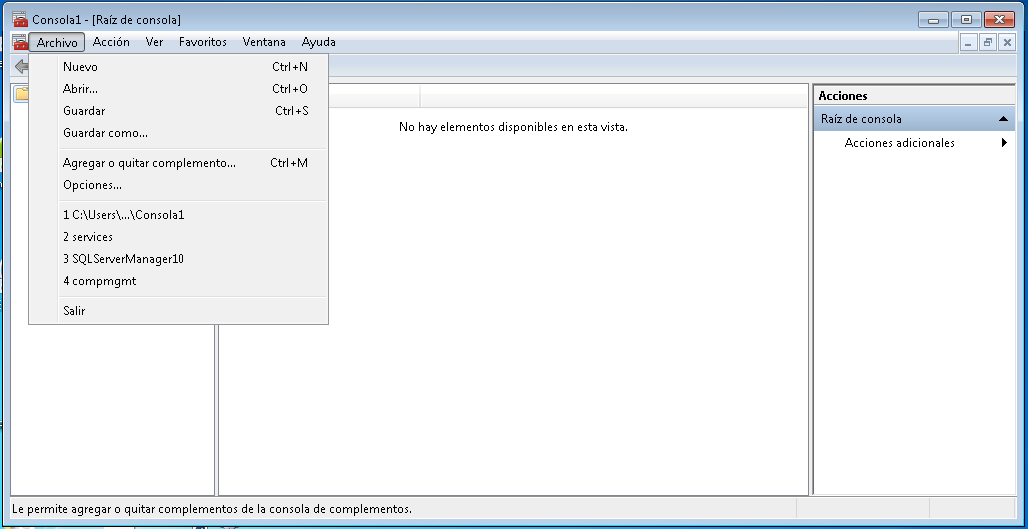 Consola1 - [Raíz de consola]
Archivo Acción Ver Favoritos Ventana Ayuda
Nuevo Ctrl+N
Abrir... Ctrl+O
Guardar Ctrl+S
Guardar como...
Agregar o quitar complemento... Ctrl+M
Opciones...
1 C:\Users\...\Consola1
2 services
3 SQLServerManager10
4 compmgmt
Salir
No hay elementos disponibles en esta vista.
Acciones
Raíz de consola
Acciones adicionales
Le permite agregar o quitar complementos de la consola de complementos.